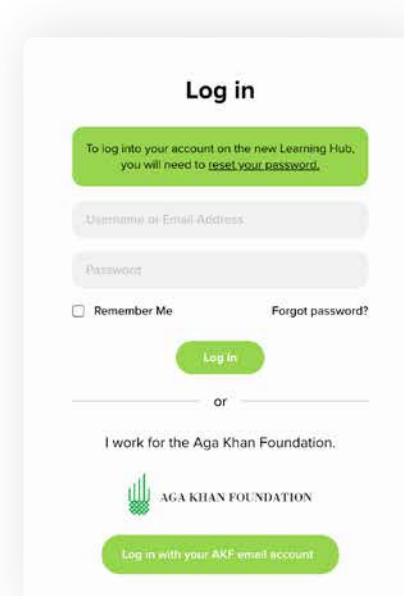 Log in
To log into your account on the new Learning Hub,
you will need to reset your password.
Username or Email Address
Password
Remember Me Forgot password?
Log in
or
I work for the Aga Khan Foundation.
AGA KHAN FOUNDATION
Log in with your AKF email account